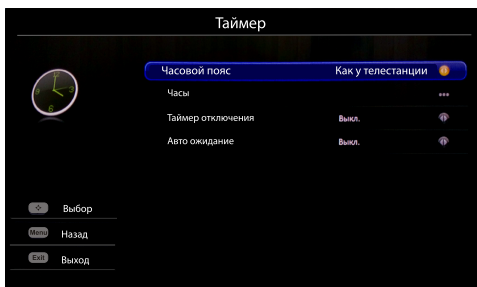 Таймер
Часовой пояс Как у телестанции
Часы •••
Таймер отключения Выкл.
Авто ожидание Выкл.
Выбор
Menu Назад
Exit Выход